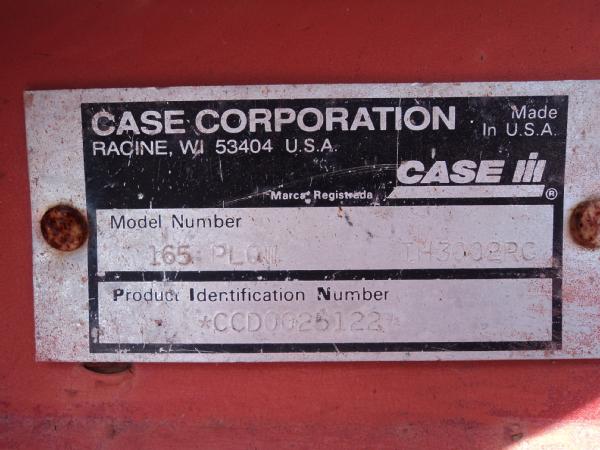 CASE CORPORATION
Made
In U.S.A.
RACINE, WI 53404 U.S.A.
CASE IH
Marca Registrada ®
Model Number
165 PLOW IH3002RC
Product Identification Number
*CCD0025122*